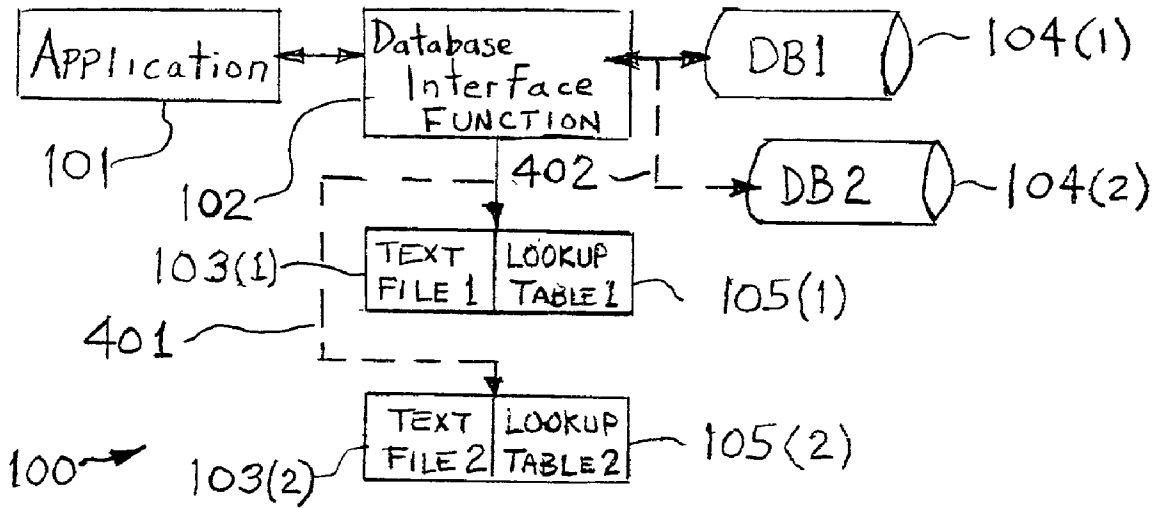 APPlication
Database
Interface
FUNCTION
DB1
104(1)
101
102
402
DB2
104(2)
103(1)
TEXT
FILE 1
LOOKUP
TABLE 1
105(1)
401
TEXT
FILE 2
LOOKUP
TABLE 2
105(2)
100
103(2)